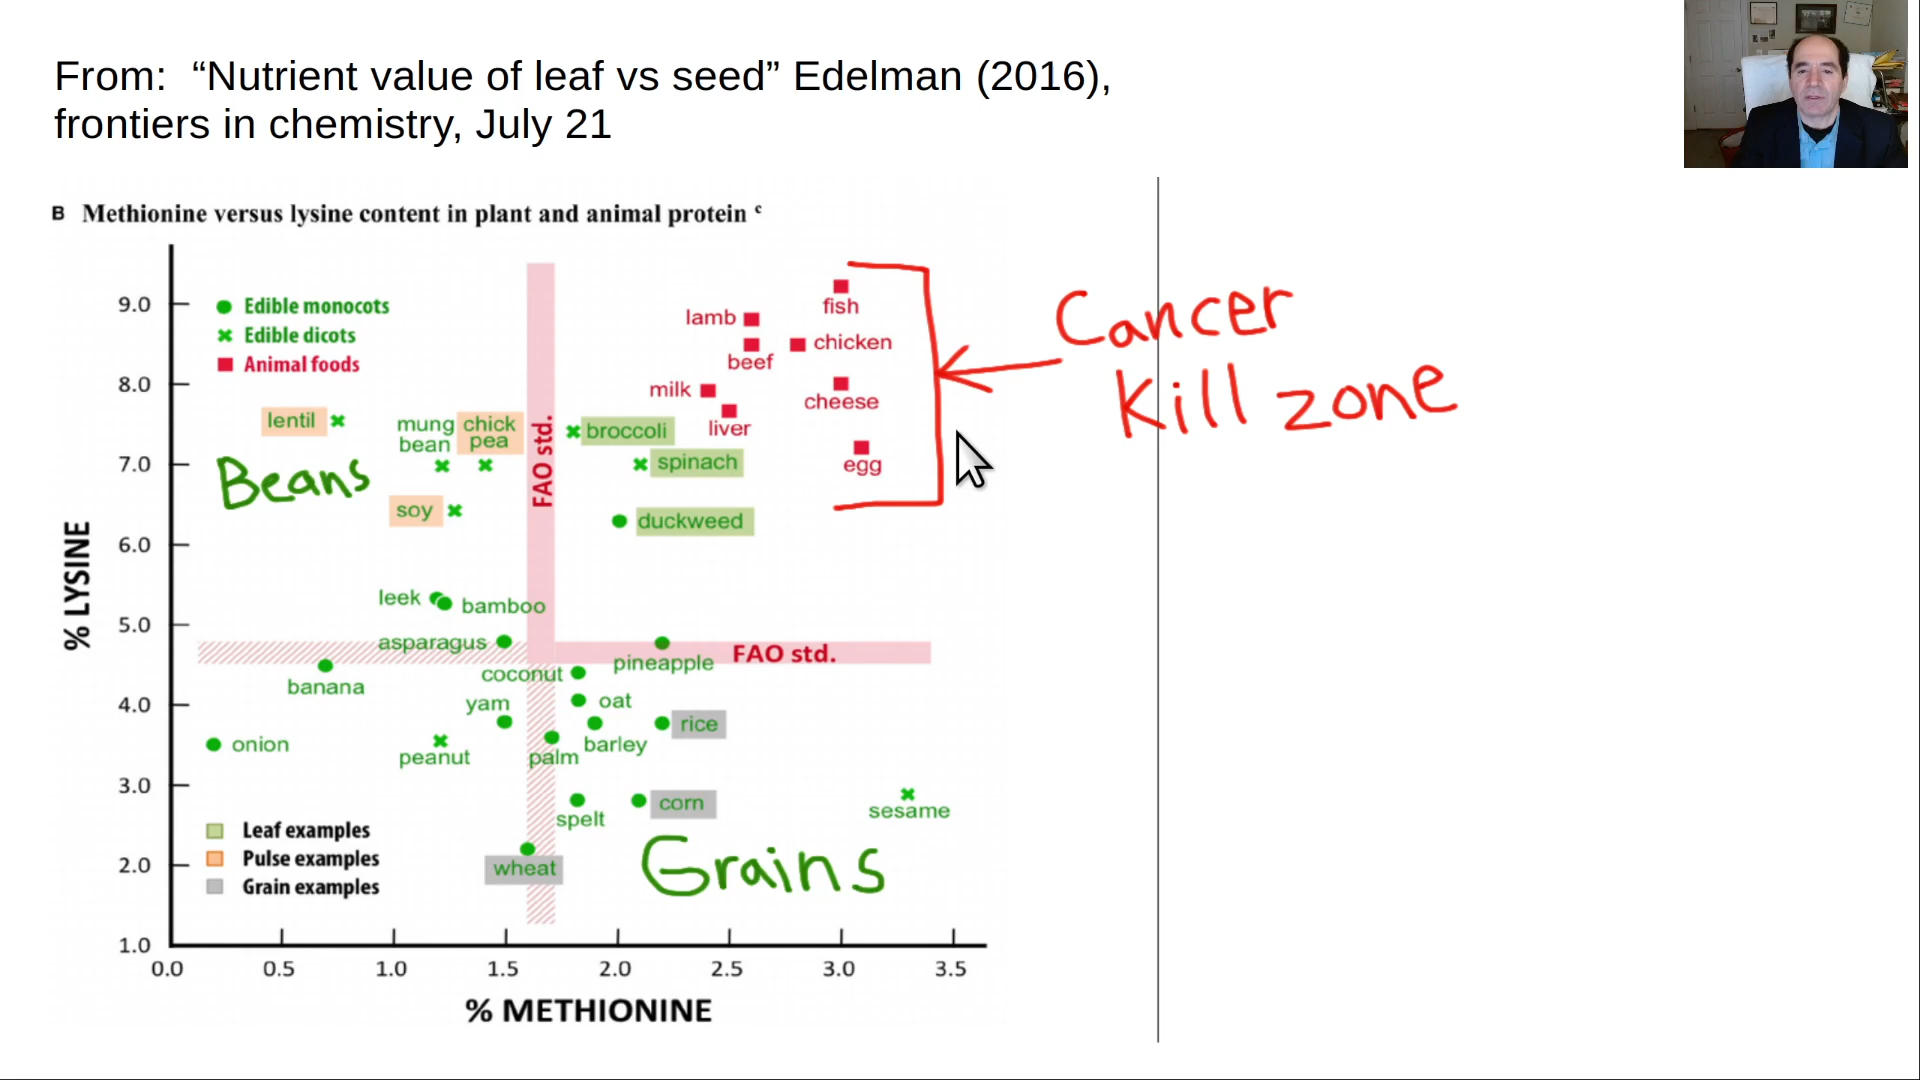 From: “Nutrient value of leaf vs seed” Edelman (2016),
frontiers in chemistry, July 21
B Methionine versus lysine content in plant and animal protein c
Edible monocots
Edible dicots
Animal foods
% LYSINE
9.0
8.0
7.0
6.0
5.0
4.0
3.0
2.0
1.0
FAO std.
fish
lamb
beef
chicken
milk
cheese
liver
egg
Cancer
Kill zone
lentil
mung
bean
chick
pea
broccoli
spinach
Beans
soy
duckweed
leek
bamboo
asparagus
pineapple
FAO std.
banana
coconut
yam
oat
rice
onion
peanut
palm
barley
spelt
corn
sesame
wheat
Grains
Leaf examples
Pulse examples
Grain examples
0.0
0.5
1.0
1.5
2.0
2.5
3.0
3.5
% METHIONINE